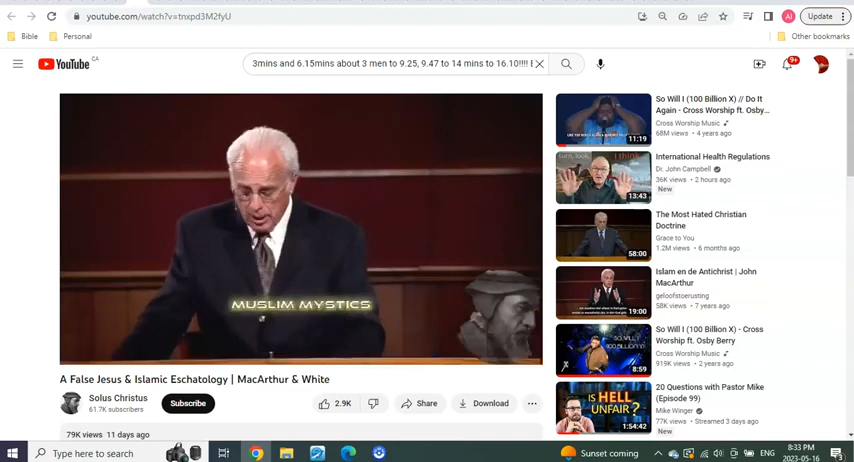 youtube.com/watch?v=tnxpd3M2fyU
AI
Update
Bible
Personal
Other bookmarks
YouTube CA
3mins and 6.15mins about 3 men to 9.25, 9.47 to 14 mins to 16.10!!!!
9+
MUSLIM MYSTICS
A False Jesus & Islamic Eschatology | MacArthur & White
Solus Christus
61.7K subscribers
Subscribe
2.9K
Share
Download
79K views 11 days ago
11:19
So Will I (100 Billion X) // Do It
Again - Cross Worship ft. Osby...
Cross Worship Music
68M views • 4 years ago
turn, look,
I think
13:43
International Health Regulations
Dr. John Campbell
36K views • 2 hours ago
New
58:00
The Most Hated Christian
Doctrine
Grace to You
1.2M views • 6 months ago
19:00
Islam en de Antichrist | John
MacArthur
geloofstoerusting
58K views • 7 years ago
8:59
So Will I (100 Billion X) - Cross
Worship ft. Osby Berry
Cross Worship Music
919K views • 2 years ago
IS HELL
UNFAIR?
1:54:42
20 Questions with Pastor Mike
(Episode 99)
Mike Winger
77K views • Streamed 3 days ago
New
Type here to search
Sunset coming
ENG
8:33 PM
2023-05-16
3